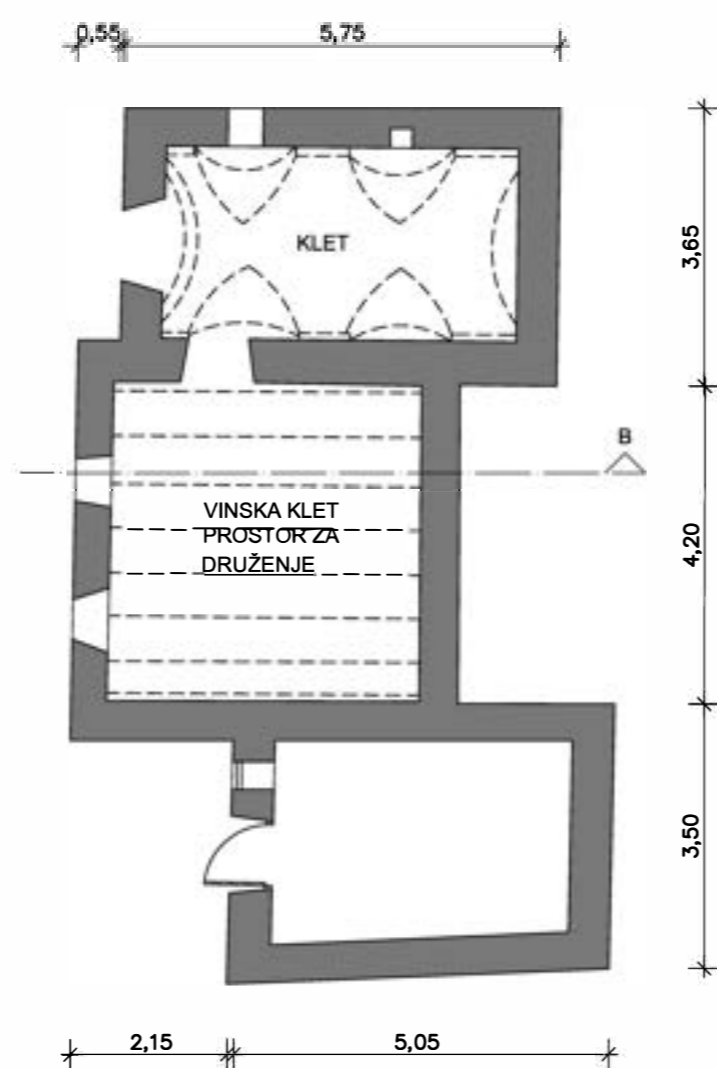 0,55 5,75
KLET
3,65
B
VINSKA KLET
PROSTOR ZA
DRUŽENJE
4,20
3,50
2,15 5,05